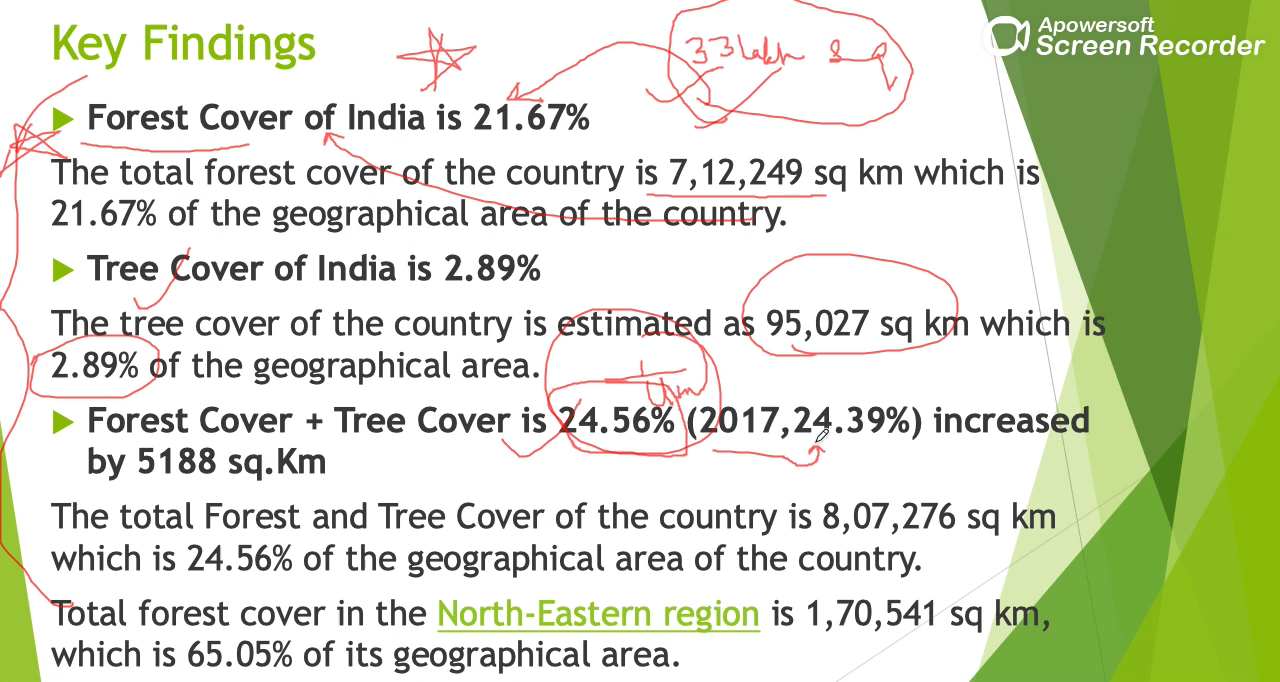 Key Findings
33 lakh sq
Apowersoft
Screen Recorder
Forest Cover of India is 21.67%
The total forest cover of the country is 7,12,249 sq km which is
21.67% of the geographical area of the country.
Tree Cover of India is 2.89%
The tree cover of the country is estimated as 95,027 sq km which is
2.89% of the geographical area.
Forest Cover + Tree Cover is 24.56% (2017,24.39%) increased
by 5188 sq.Km
The total Forest and Tree Cover of the country is 8,07,276 sq km
which is 24.56% of the geographical area of the country.
Total forest cover in the North-Eastern region is 1,70,541 sq km,
which is 65.05% of its geographical area.